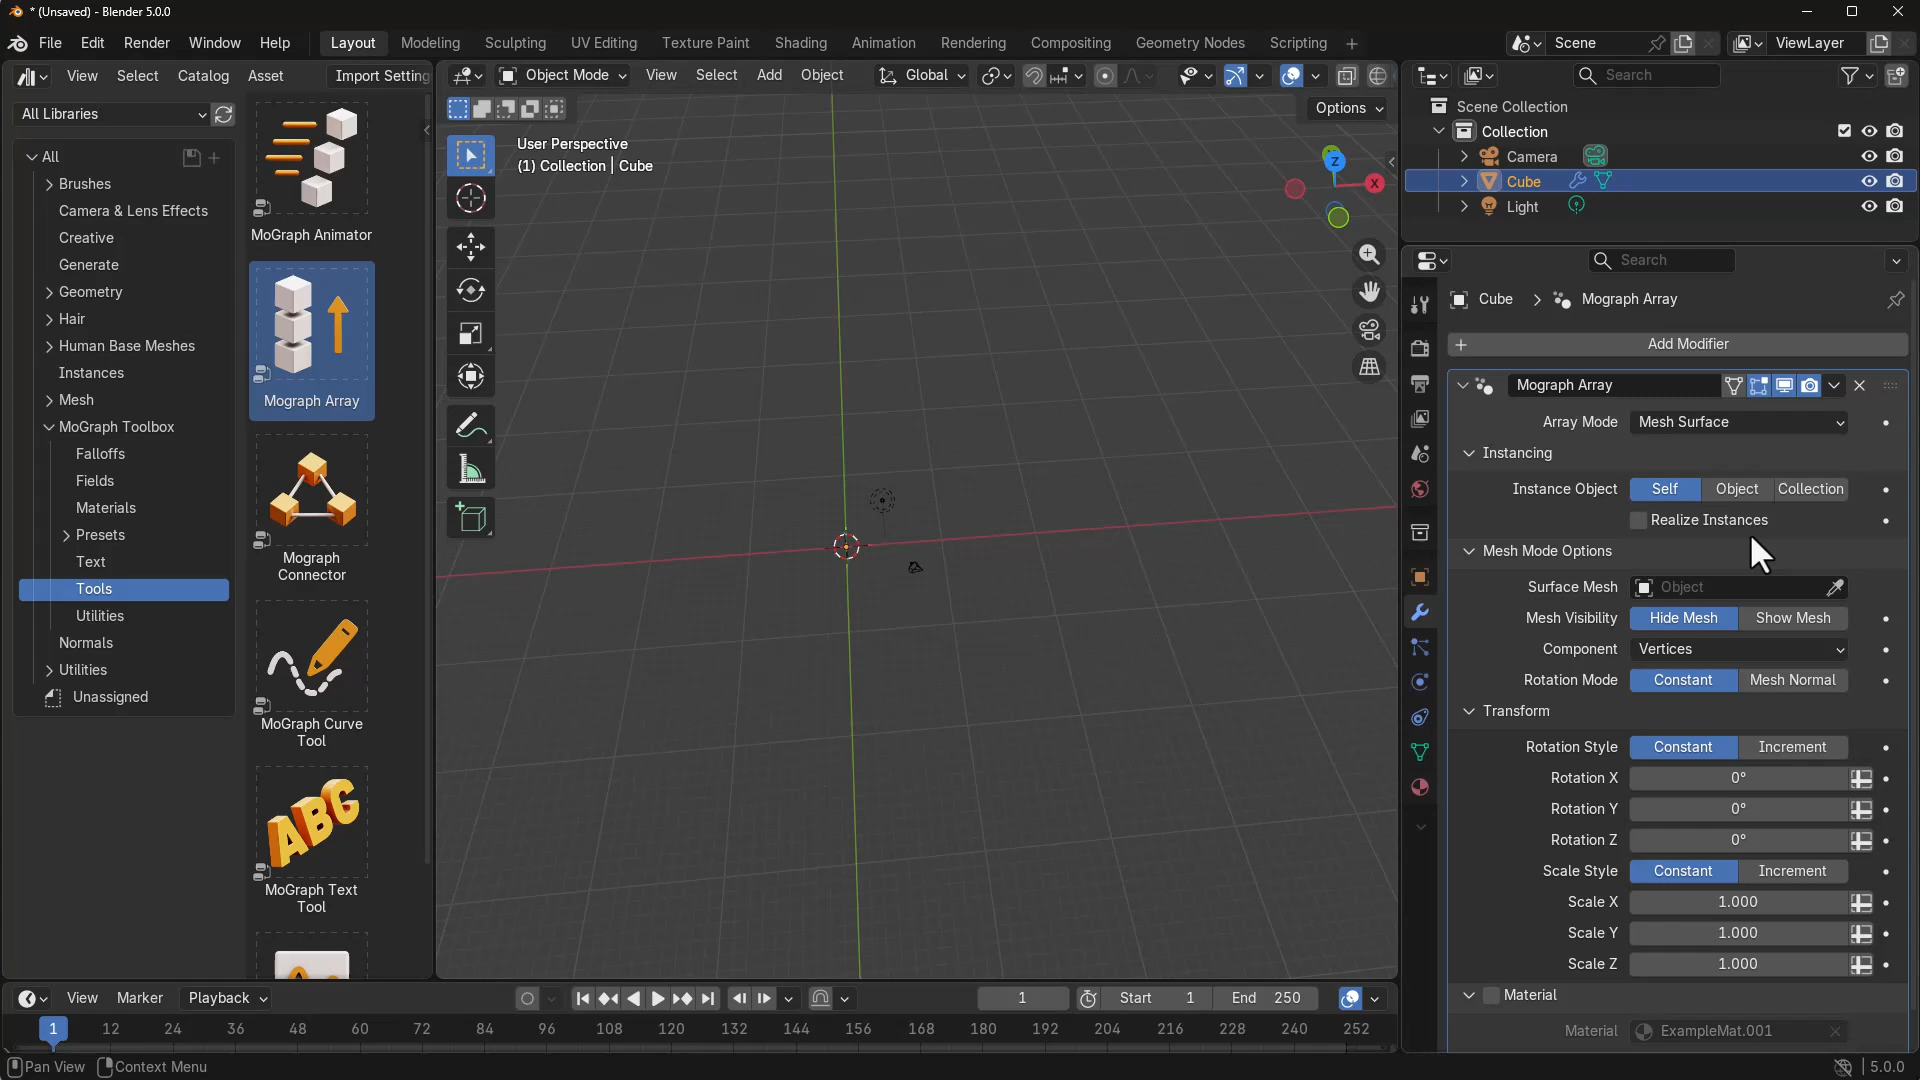 * (Unsaved) - Blender 5.0.0
File Edit Render Window Help Layout Modeling Sculpting UV Editing Texture Paint Shading Animation Rendering Compositing Geometry Nodes Scripting Scene ViewLayer
View Select Catalog Asset Import Setting
Object Mode View Select Add Object Global
Search
All Libraries
Options
All
Brushes
Camera & Lens Effects
Creative
Generate
Geometry
Hair
Human Base Meshes
Instances
Mesh
MoGraph Toolbox
Falloffs
Fields
Materials
Presets
Text
Tools
Utilities
Normals
Utilities
Unassigned
MoGraph Animator
Mograph Array
Mograph
Connector
MoGraph Curve
Tool
MoGraph Text
Tool
User Perspective
(1) Collection | Cube
Z
X
Scene Collection
Collection
Camera
Cube
Light
Search
Cube Mograph Array
Add Modifier
Mograph Array
Array Mode Mesh Surface
Instancing
Instance Object Self Object Collection
Realize Instances
Mesh Mode Options
Surface Mesh Object
Mesh Visibility Hide Mesh Show Mesh
Component Vertices
Rotation Mode Constant Mesh Normal
Transform
Rotation Style Constant Increment
Rotation X 0°
Rotation Y 0°
Rotation Z 0°
Scale Style Constant Increment
Scale X 1.000
Scale Y 1.000
Scale Z 1.000
Material
Material ExampleMat.001
View Marker Playback 1 Start 1 End 250
1 12 24 36 48 60 72 84 96 108 120 132 144 156 168 180 192 204 216 228 240 252
Pan View Context Menu 5.0.0